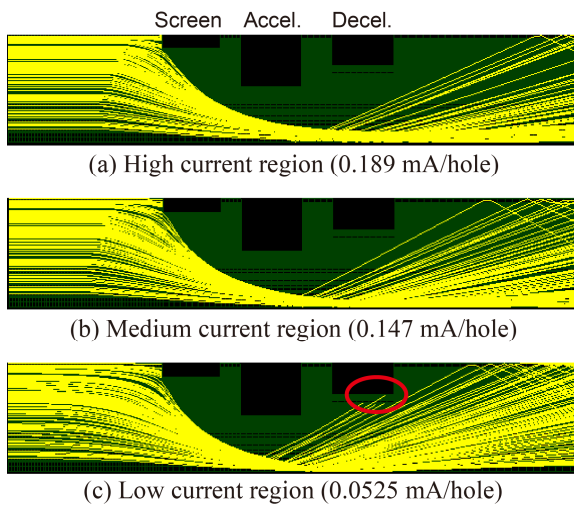 Screen Accel. Decel.
(a) High current region (0.189 mA/hole)
(b) Medium current region (0.147 mA/hole)
(c) Low current region (0.0525 mA/hole)